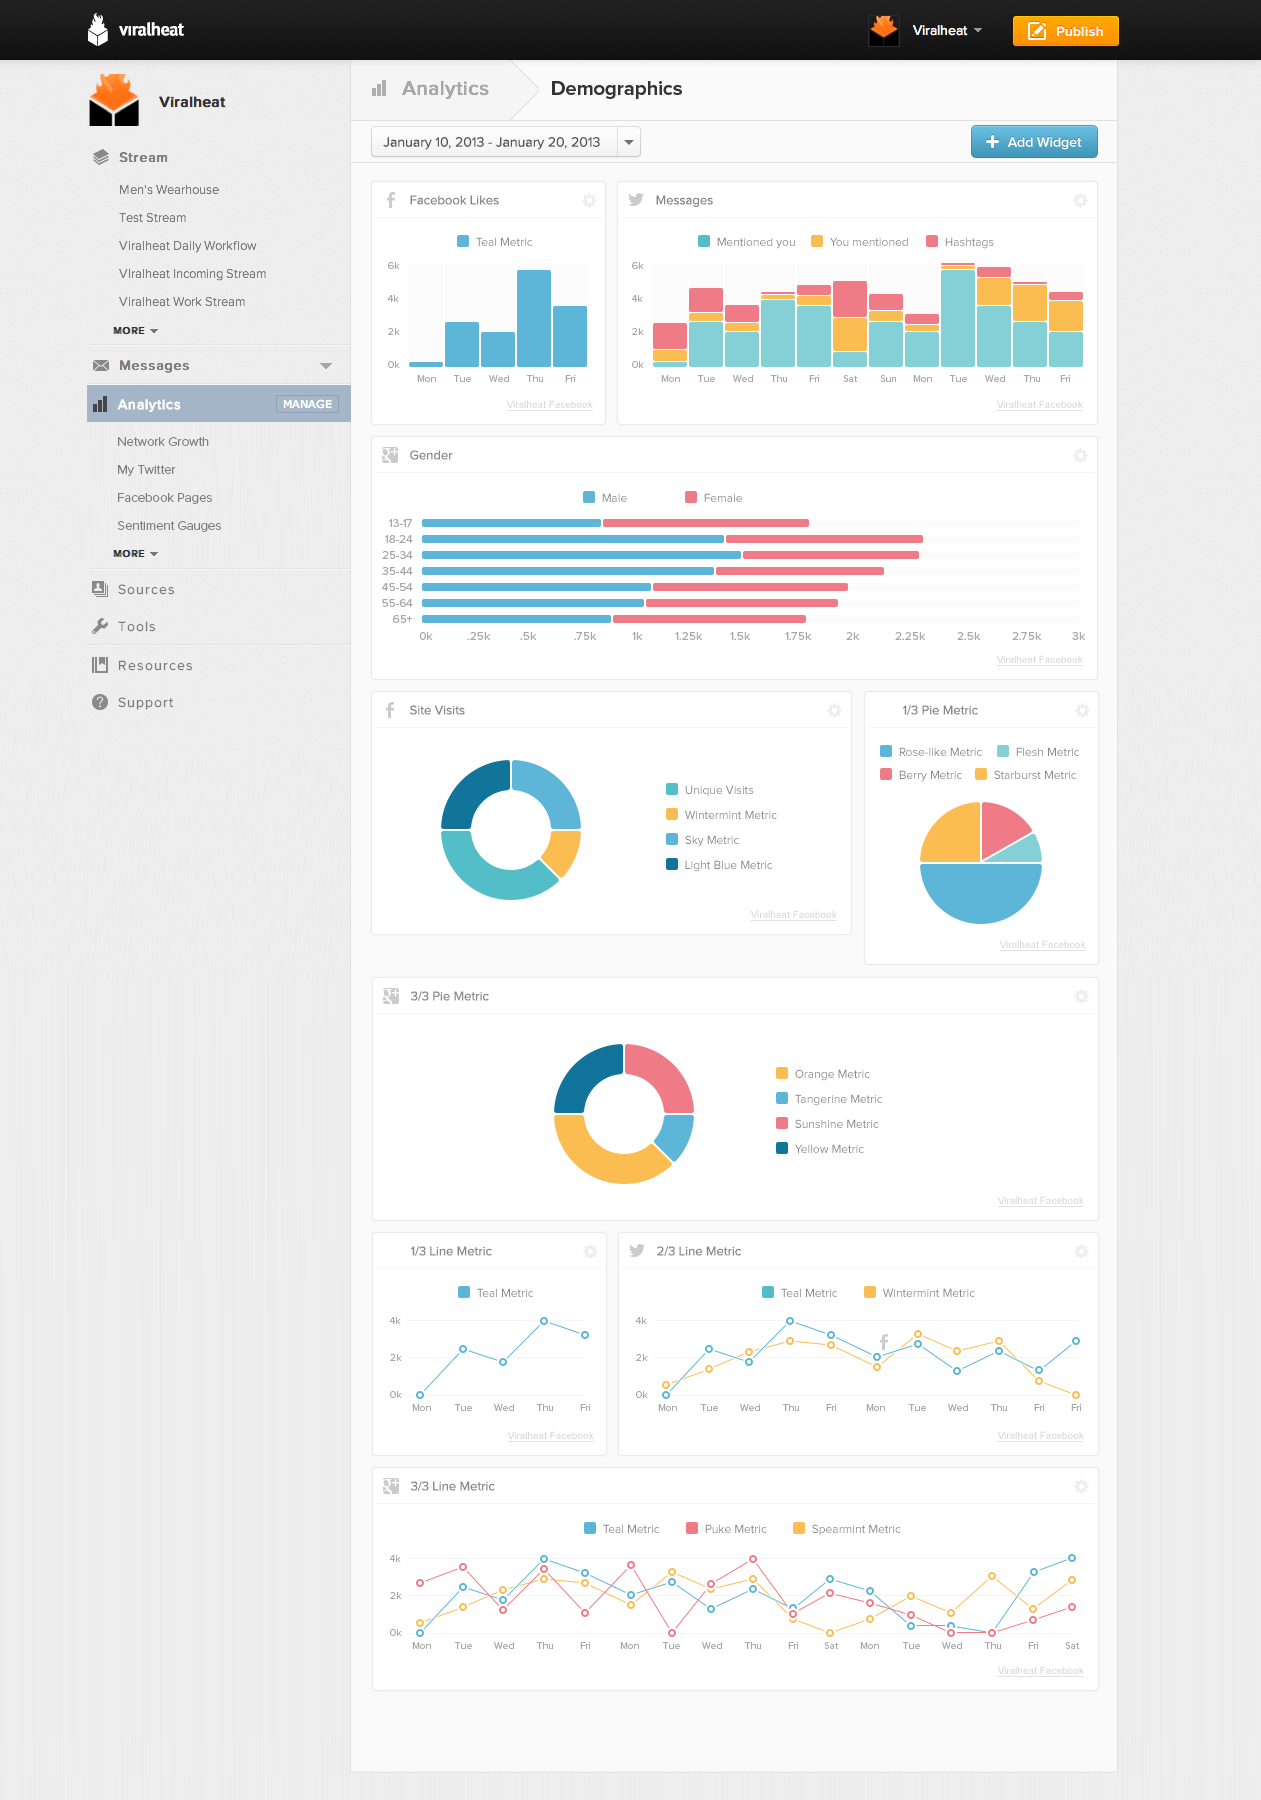 viralheat
Viralheat
Publish
Viralheat
Stream
Men's Wearhouse
Test Stream
Viralheat Daily Workflow
VIralheat Incoming Stream
Viralheat Work Stream
MORE
Messages
Analytics
MANAGE
Network Growth
My Twitter
Facebook Pages
Sentiment Gauges
MORE
Sources
Tools
Resources
Support
Analytics
Demographics
January 10, 2013 - January 20, 2013
Add Widget
Facebook Likes
Teal Metric
6k
4k
2k
0k
Mon Tue Wed Thu Fri
Viralheat Facebook
Messages
Mentioned you You mentioned Hashtags
6k
4k
2k
0k
Mon Tue Wed Thu Fri Sat Sun Mon Tue Wed Thu Fri
Viralheat Facebook
Gender
Male Female
13-17
18-24
25-34
35-44
45-54
55-64
65+
0k .25k .5k .75k 1k 1.25k 1.5k 1.75k 2k 2.25k 2.5k 2.75k 3k
Viralheat Facebook
Site Visits
Unique Visits
Wintermint Metric
Sky Metric
Light Blue Metric
Viralheat Facebook
1/3 Pie Metric
Rose-like Metric Flesh Metric
Berry Metric Starburst Metric
Viralheat Facebook
3/3 Pie Metric
Orange Metric
Tangerine Metric
Sunshine Metric
Yellow Metric
Viralheat Facebook
1/3 Line Metric
Teal Metric
4k
2k
0k
Mon Tue Wed Thu Fri
Viralheat Facebook
2/3 Line Metric
Teal Metric Wintermint Metric
4k
2k
0k
Mon Tue Wed Thu Fri Mon Tue Wed Thu Fri Fri
Viralheat Facebook
3/3 Line Metric
Teal Metric Puke Metric Spearmint Metric
4k
2k
0k
Mon Tue Wed Thu Fri Mon Tue Wed Thu Fri Sat Mon Tue Wed Thu Fri Sat
Viralheat Facebook